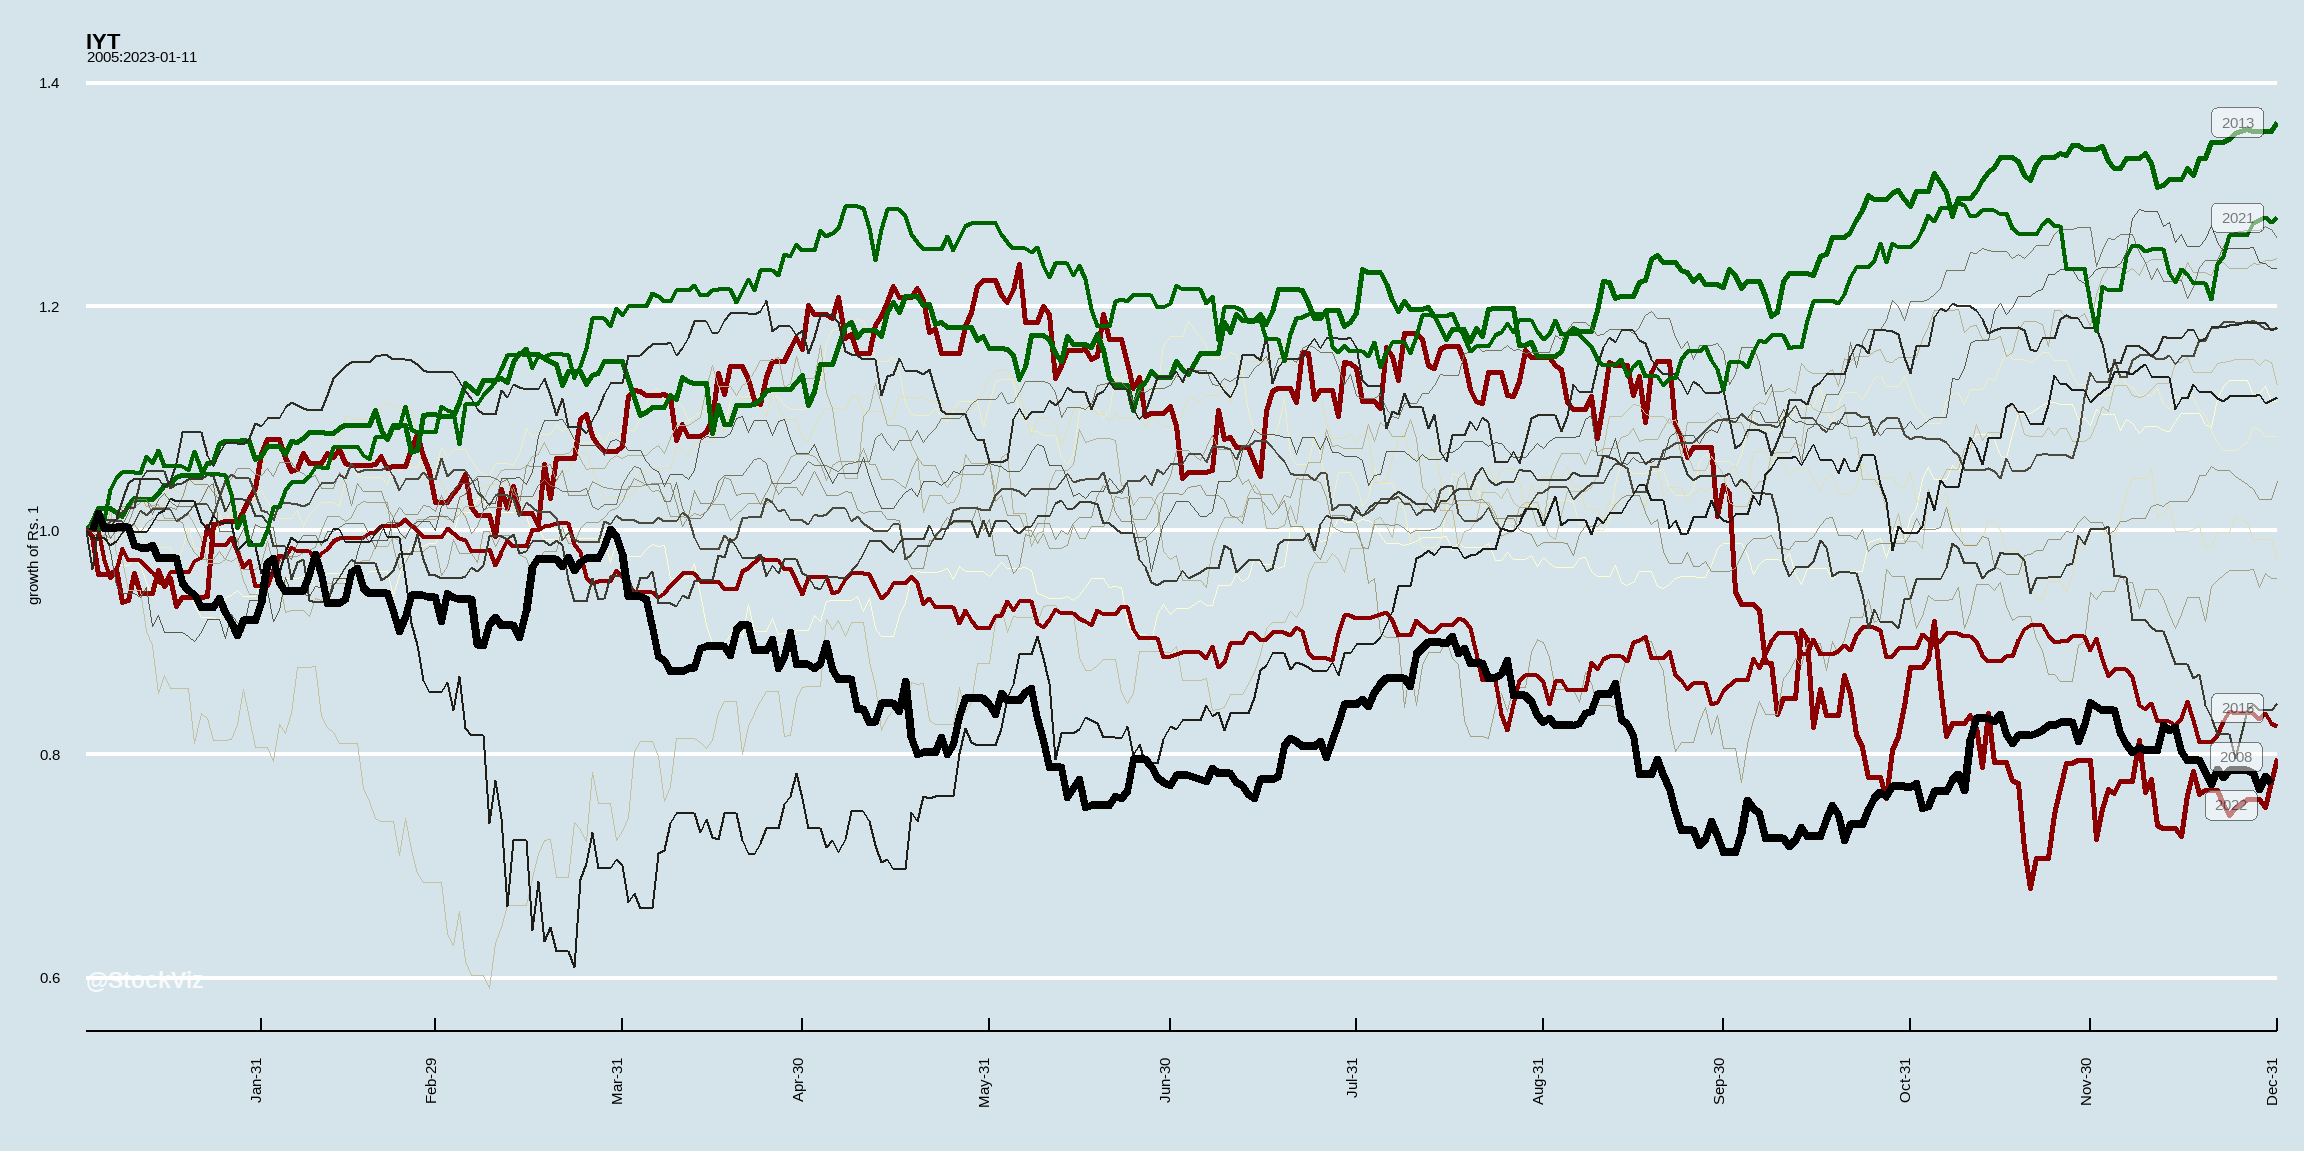 IYT
2005:2023-01-11
1.4
1.2
1.0
0.8
0.6
growth of Rs. 1
2013
2021
2015
2008
2022
@StockViz
Jan-31
Feb-29
Mar-31
Apr-30
May-31
Jun-30
Jul-31
Aug-31
Sep-30
Oct-31
Nov-30
Dec-31